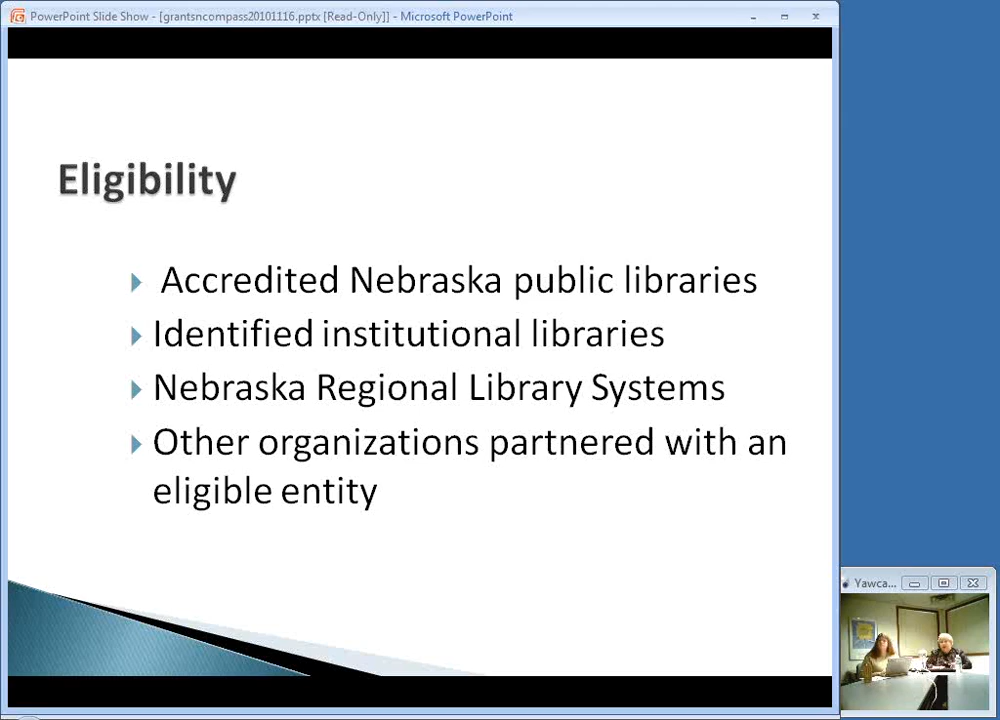 PowerPoint Slide Show - [grantsncompass20101116.pptx [Read-Only]] - Microsoft PowerPoint
Eligibility
Accredited Nebraska public libraries
Identified institutional libraries
Nebraska Regional Library Systems
Other organizations partnered with an
eligible entity
Yawca...